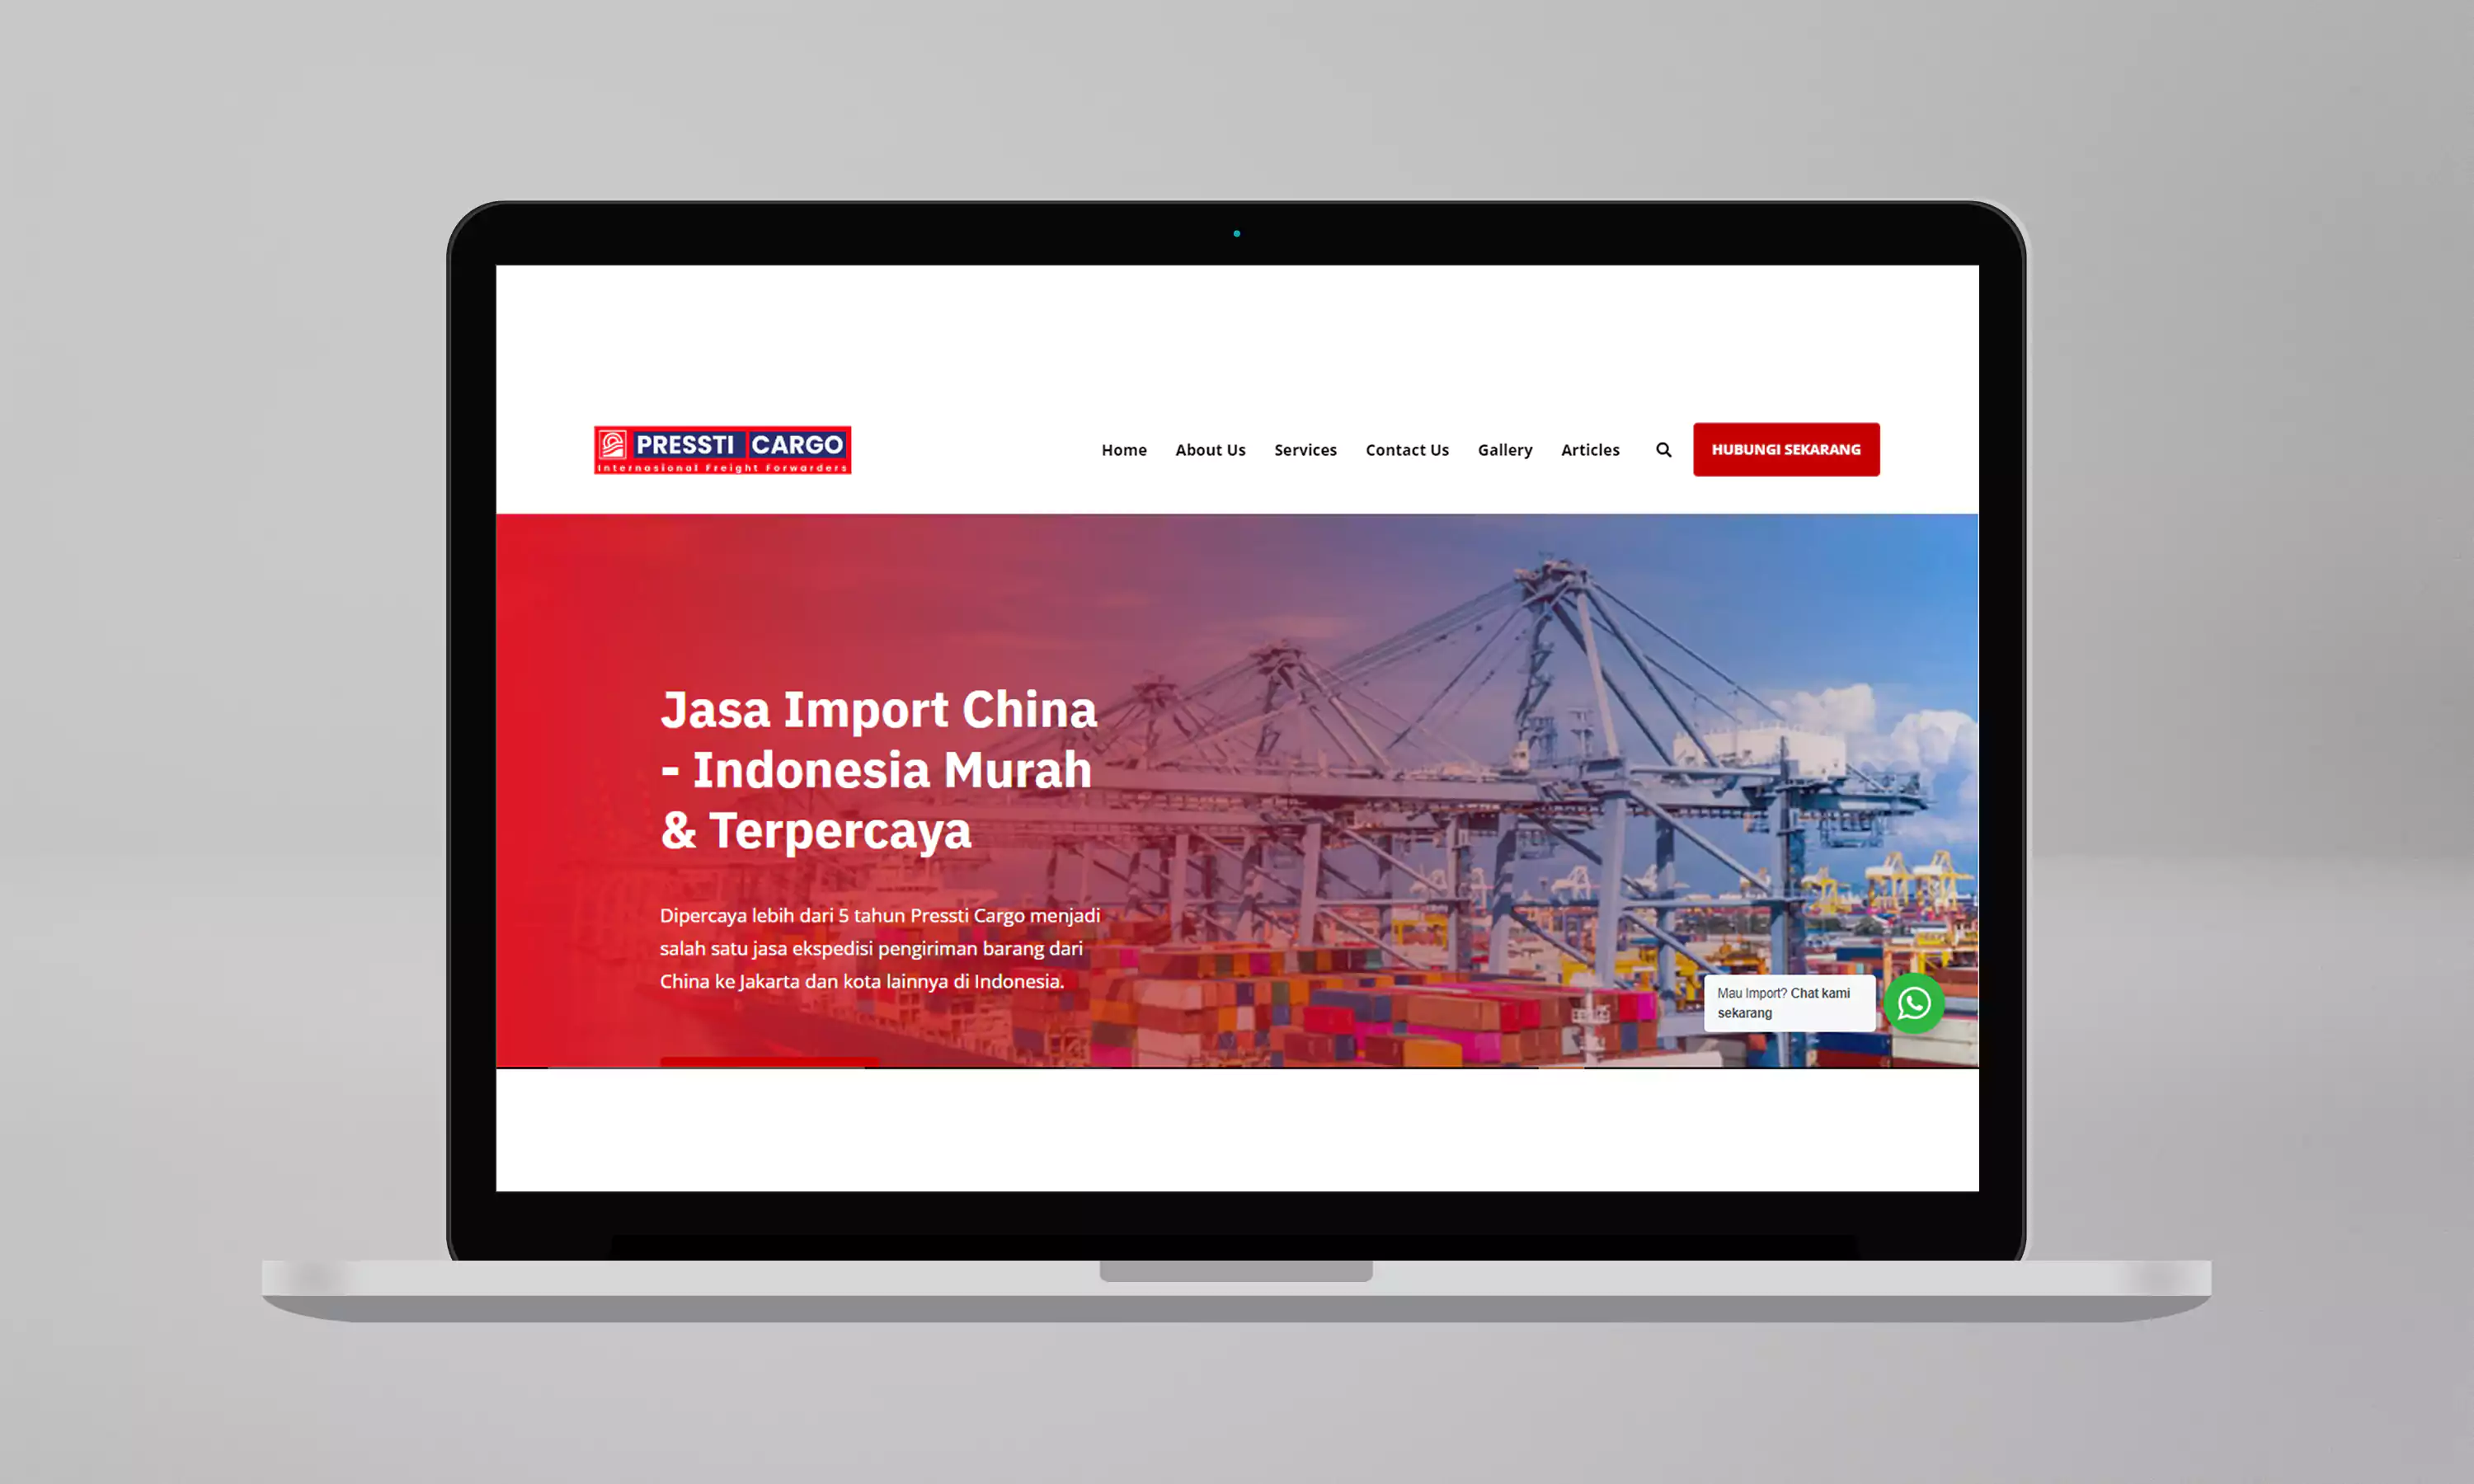 PRESSTI CARGO
Internasional Freight Forwarders
Home About Us Services Contact Us Gallery Articles HUBUNGI SEKARANG
Jasa Import China
- Indonesia Murah
& Terpercaya
Dipercaya lebih dari 5 tahun Pressti Cargo menjadi
salah satu jasa ekspedisi pengiriman barang dari
China ke Jakarta dan kota lainnya di Indonesia.
Mau Import? Chat kami
sekarang